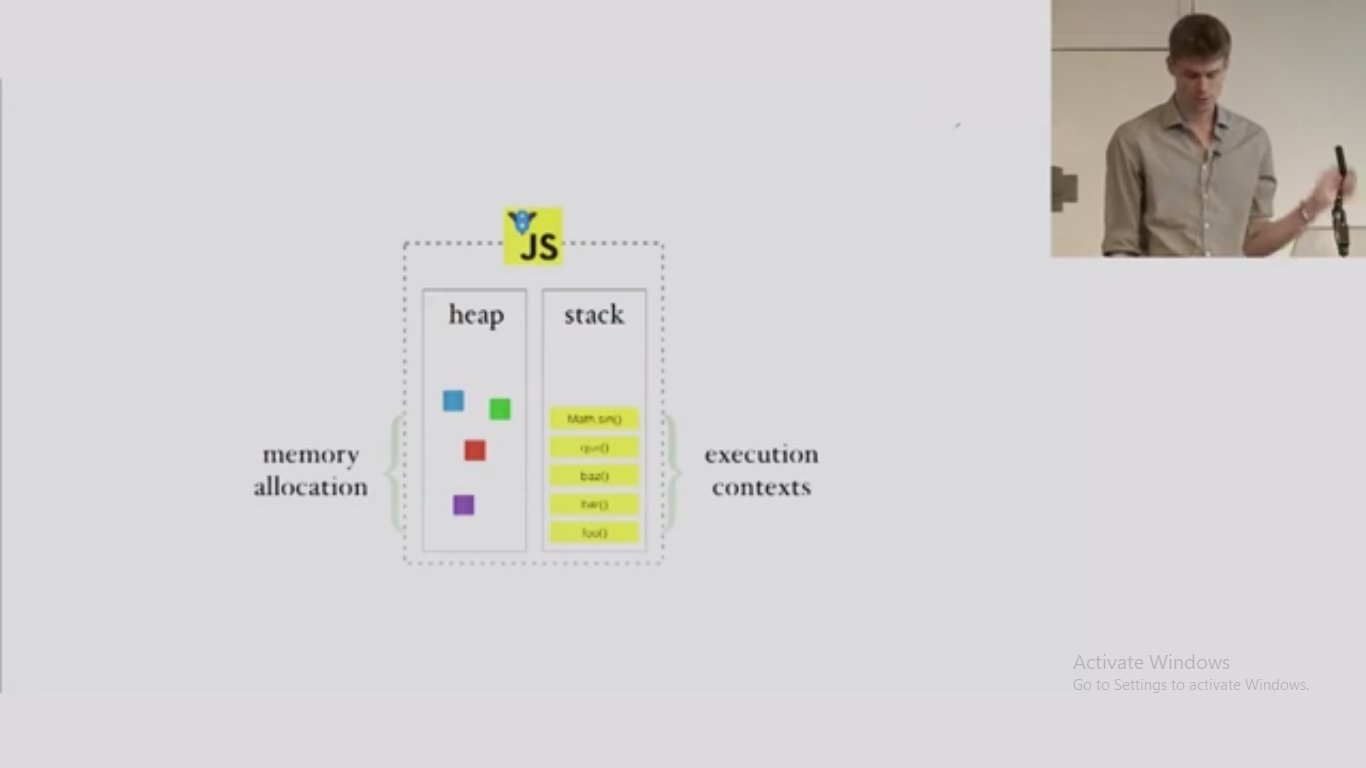 JS
heap
stack
Math.sin()
qux()
baz()
bar()
foo()
memory
allocation
execution
contexts
Activate Windows
Go to Settings to activate Windows.